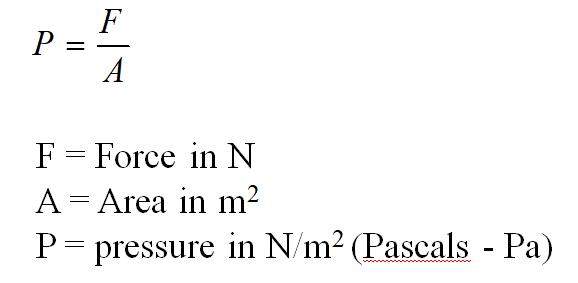 P = F/A
F = Force in N
A = Area in m²
P = pressure in N/m² (Pascals - Pa)